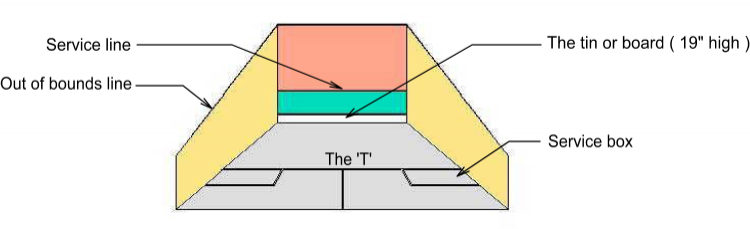 Service line
The tin or board ( 19" high )
Out of bounds line
Service box
The 'T'